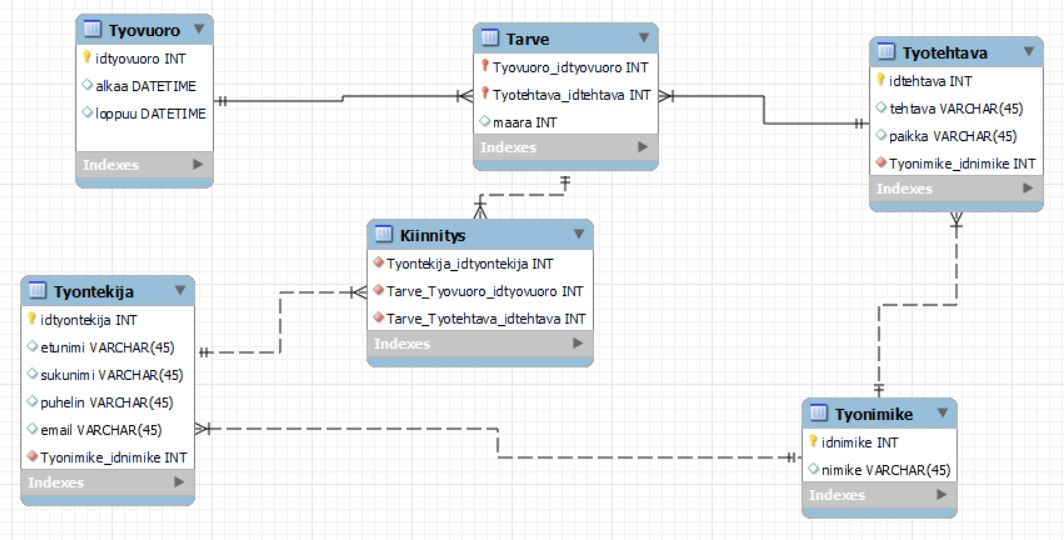 Tyovuoro
idtyovuoro INT
alkaa DATETIME
loppuu DATETIME
Indexes
Tarve
Tyovuoro_idtyovuoro INT
Tyotehtava_idtehtava INT
maara INT
Indexes
Tyotehtava
idtehtava INT
tehtava VARCHAR(45)
paikka VARCHAR(45)
Tyonimike_idnimike INT
Indexes
Kiinnitys
Tyontekija_idtyontekija INT
Tarve_Tyovuoro_idtyovuoro INT
Tarve_Tyotehtava_idtehtava INT
Indexes
Tyontekija
idtyontekija INT
etunimi VARCHAR(45)
sukunimi VARCHAR(45)
puhelin VARCHAR(45)
email VARCHAR(45)
Tyonimike_idnimike INT
Indexes
Tyonimike
idnimike INT
nimike VARCHAR(45)
Indexes